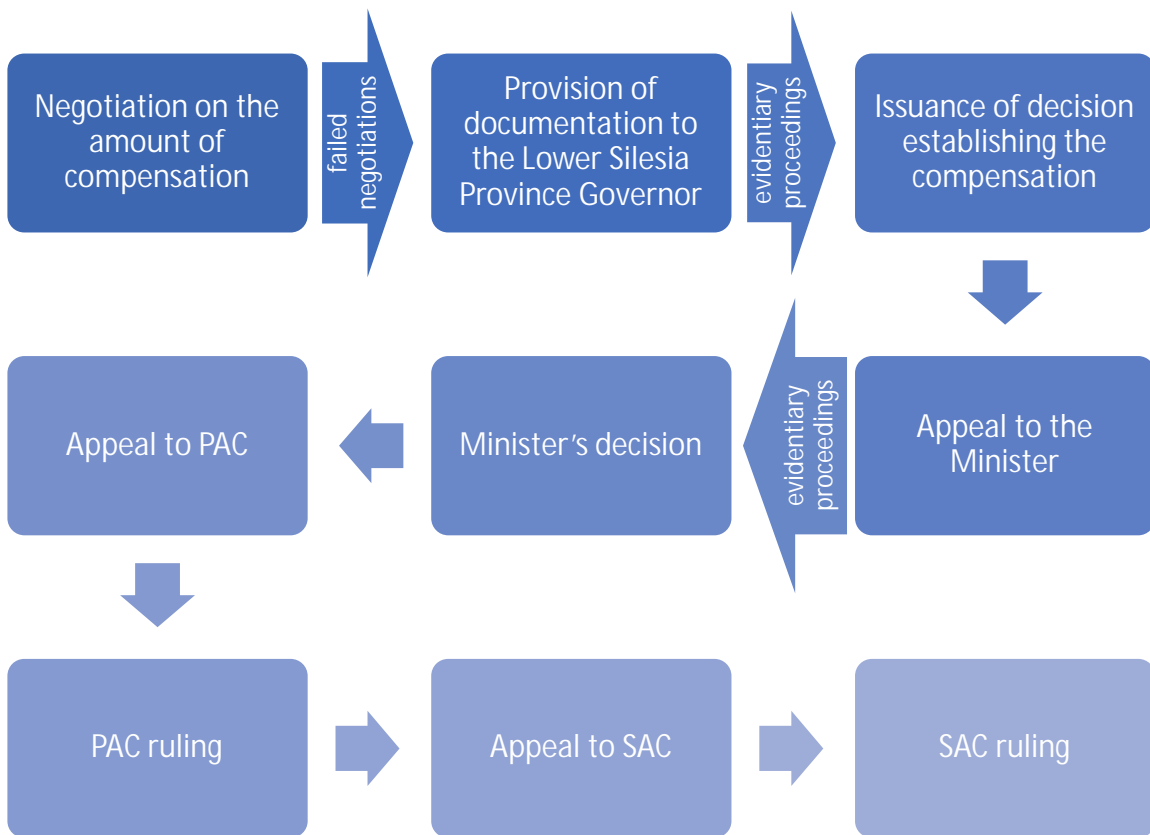 Negotiation on the
amount of
compensation
failed
negotiations
Provision of
documentation to
the Lower Silesia
Province Governor
evidentiary
proceedings
Issuance of decision
establishing the
compensation
Appeal to the
Minister
evidentiary
proceedings
Minister's decision
Appeal to PAC
PAC ruling
Appeal to SAC
SAC ruling